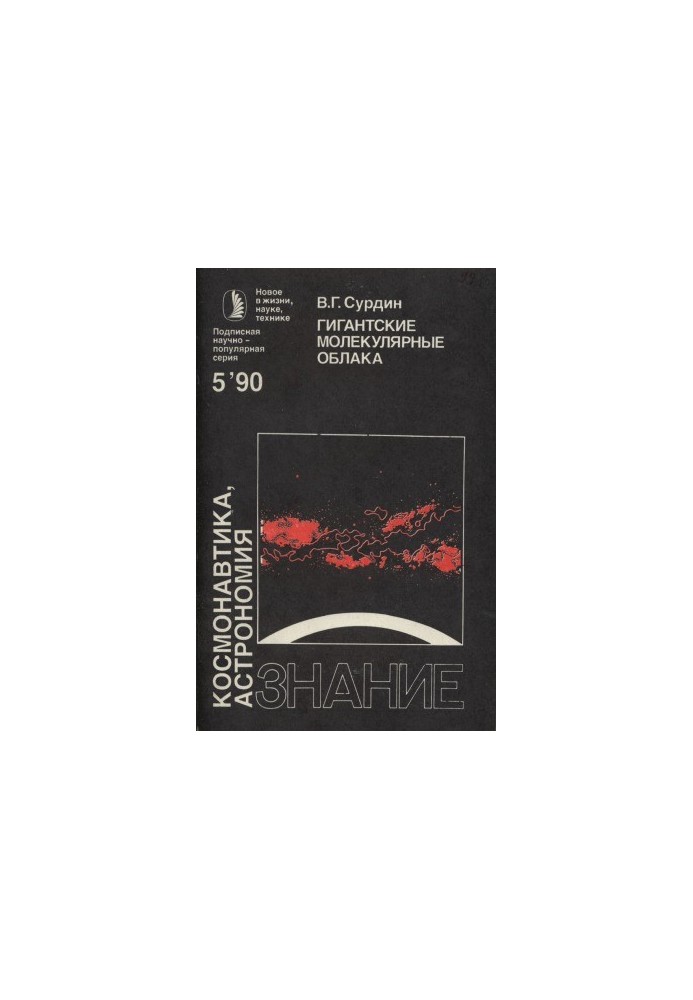 Новое
в жизни,
науке,
технике
Подписная
научно-
популярная
серия
5'90
В.Г. Сурдин
ГИГАНТСКИЕ
МОЛЕКУЛЯРНЫЕ
ОБЛАКА
КОСМОНАВТИКА,
АСТРОНОМИЯ
ЗНАНИЕ